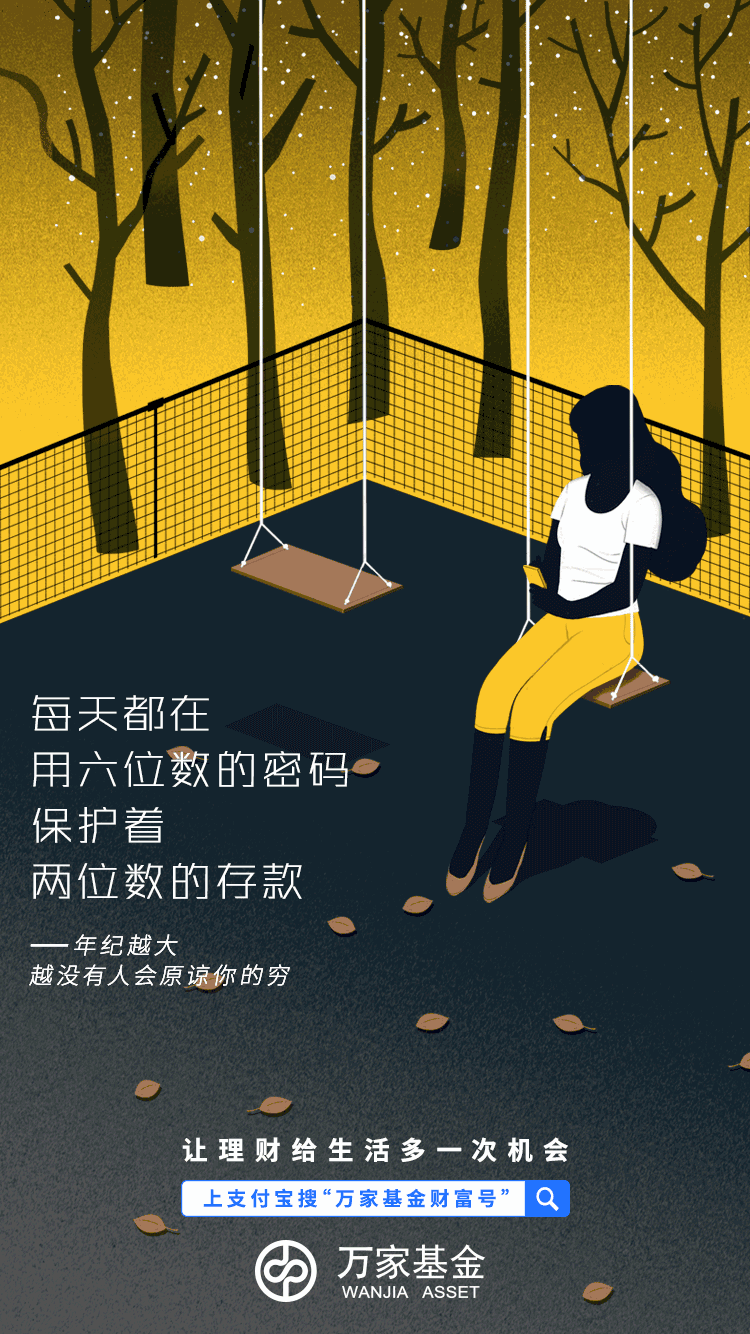 每天都在
用六位数的密码
保护着
两位数的存款
——年纪越大
越没有人会原谅你的穷
让理财给生活多一次机会
上支付宝搜“万家基金财富号”
万家基金
WANJIA ASSET